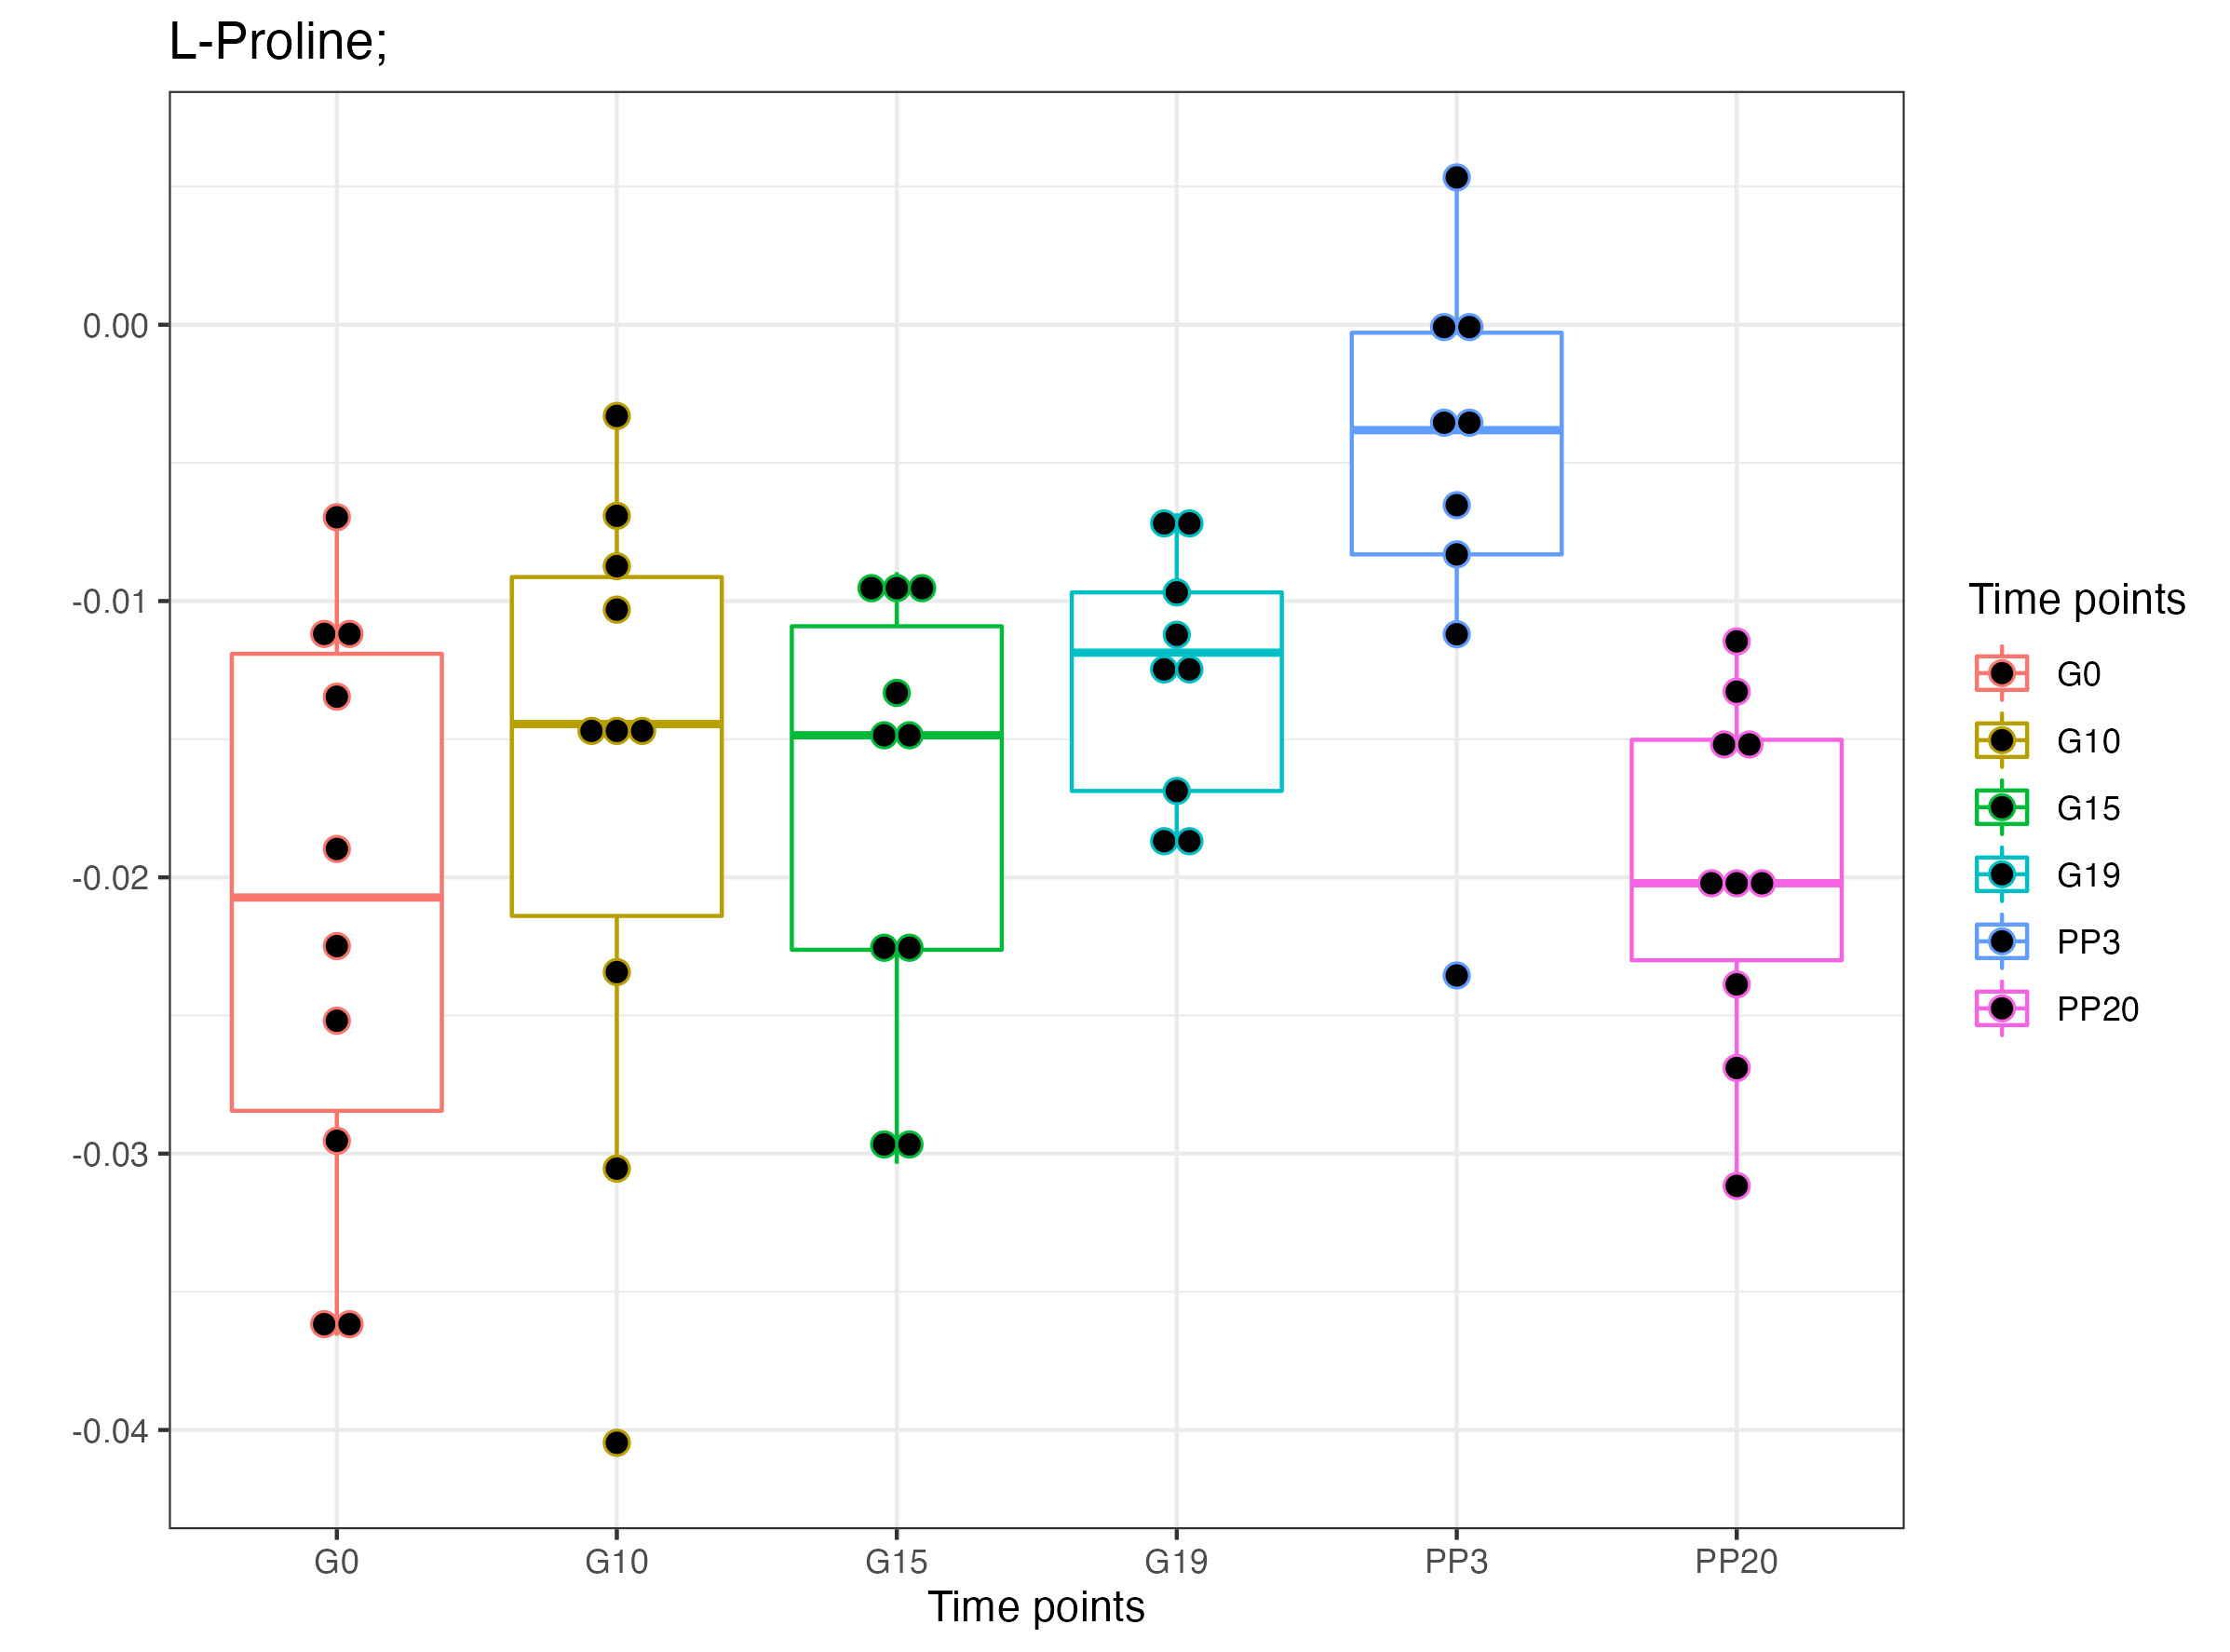 L-Proline;
0.00
-0.01
-0.02
-0.03
-0.04
G0 G10 G15 G19 PP3 PP20
Time points
Time points
G0
G10
G15
G19
PP3
PP20